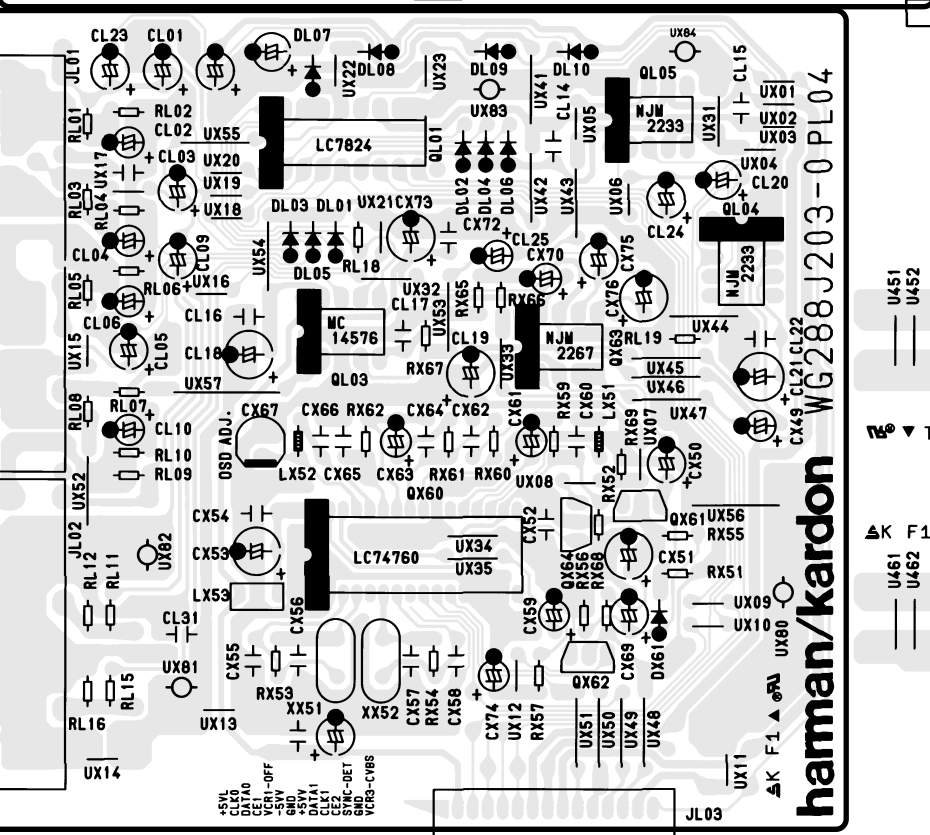 CL23 CL01 DL07
UX84
JL01
UX22
DL08
UX23
DL09
UX83
UX41
DL10
CL14
QL05
CL15
UX01
UX02
UX03
UX04
RL01
RL02
CL02
UX55
LC7824
QL01
UX05
NJM
2233
UX31
UX17
CL03
UX20
UX19
UX18
RL03
RL04
DL02
DL04
DL06
UX42
UX43
UX06
CL20
CL24
QL04
NJM
2233
DL03 DL01
UX21
CX73
CX72
CL25
CX70
CX75
CL04
CL09
UX54
DL05
RL18
RL05
RL06
UX16
UX32
UX53
RX65
RX66
CX76
CL06
CL05
UX15
CL16
CL18
MC
14576
CL17
RX67
CL19
UX33
NJM
2267
QX63
RL19
UX44
UX45
UX46
UX47
CL21
CL22
CX49
WG288J203-0
PL04
QL03
UX57
RL08
RL07
CL10
RL10
RL09
OSD ADJ.
CX67
CX66
RX62
CX64
CX62
CX61
RX59
CX60
LX51
RX69
UX07
CX50
LX52
CX65
CX63
RX61
RX60
QX60
UX08
RX52
UX52
JL02
CX54
CX53
LX53
LC74760
UX34
UX35
CX52
QX64
RX56
RX68
QX61
UX56
RX55
CX51
RX51
UX82
RL12
RL11
CL31
UX81
CX56
CX55
RX53
CX59
CX69
DX61
UX09
UX10
UX80
QX62
RL16
RL15
UX13
UX14
XX51
XX52
CX57
RX54
CX58
CX74
UX12
RX57
UX51
UX50
UX49
UX48
UX11
+5VL
CLK0
DATA0
CE1
VCR1-OFF
-5VV
GND
+5VV
DATA1
CLK1
CE2
SYNC-DET
GND
VCR3-CVBS
JL03
harman/kardon
K F1 ▲
U451
U452
▼ T
K F1
U461
U462